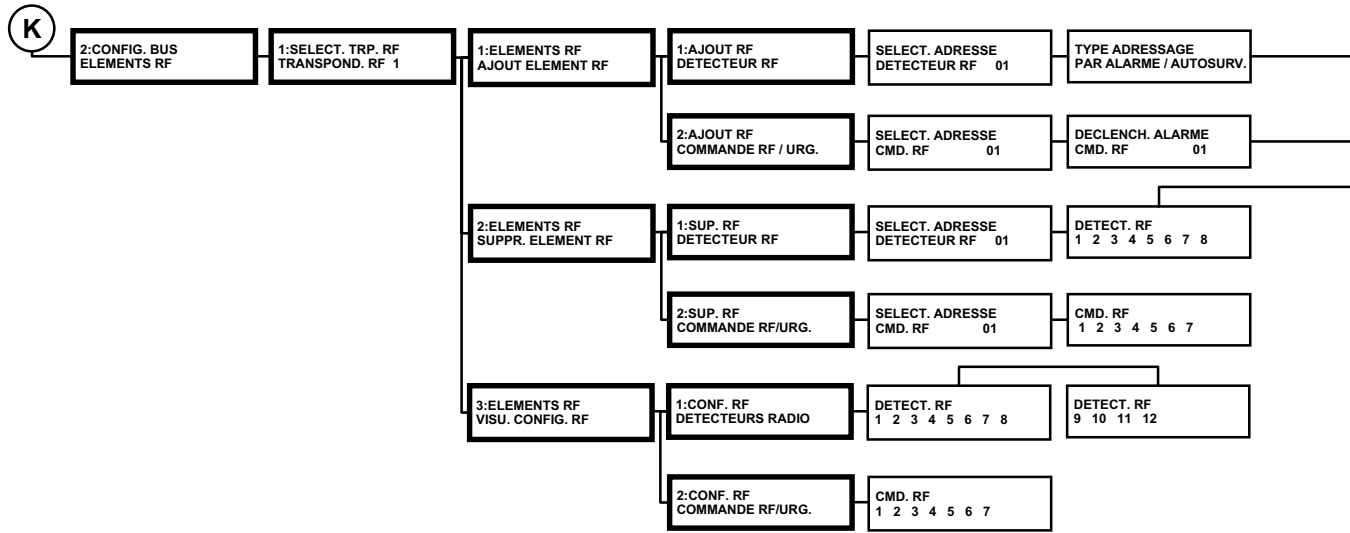 K
2:CONFIG. BUS
ELEMENTS RF
1:SELECT. TRP. RF
TRANSPOND. RF 1
1:ELEMENTS RF
AJOUT ELEMENT RF
1:AJOUT RF
DETECTEUR RF
SELECT. ADRESSE
DETECTEUR RF 01
TYPE ADRESSAGE
PAR ALARME / AUTOSURV.
2:AJOUT RF
COMMANDE RF / URG.
SELECT. ADRESSE
CMD. RF 01
DECLENCH. ALARME
CMD. RF 01
2:ELEMENTS RF
SUPPR. ELEMENT RF
1:SUP. RF
DETECTEUR RF
SELECT. ADRESSE
DETECTEUR RF 01
DETECT. RF
1 2 3 4 5 6 7 8
2:SUP. RF
COMMANDE RF/URG.
SELECT. ADRESSE
CMD. RF 01
CMD. RF
1 2 3 4 5 6 7
3:ELEMENTS RF
VISU. CONFIG. RF
1:CONF. RF
DETECTEURS RADIO
DETECT. RF
1 2 3 4 5 6 7 8
DETECT. RF
9 10 11 12
2:CONF. RF
COMMANDE RF/URG.
CMD. RF
1 2 3 4 5 6 7